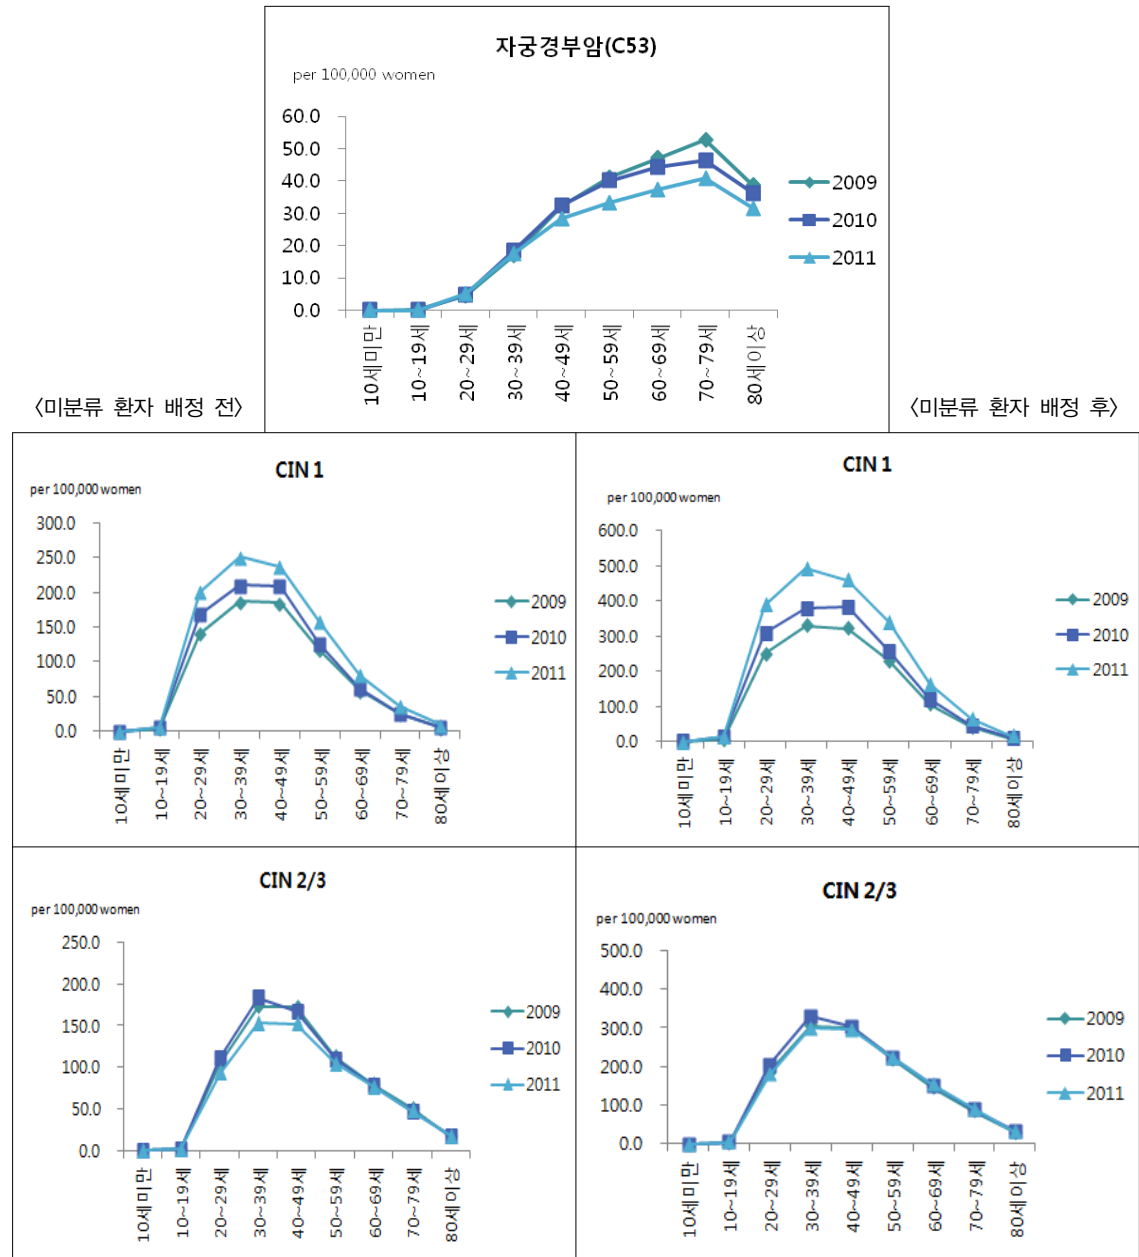 자궁경부암(C53)
per 100,000 women
60.0
50.0
40.0
30.0
20.0
10.0
0.0
10세미만
10~19세
20~29세
30~39세
40~49세
50~59세
60~69세
70~79세
80세이상
2009
2010
2011
〈미분류 환자 배정 전〉
〈미분류 환자 배정 후〉
CIN 1
per 100,000 women
300.0
250.0
200.0
150.0
100.0
50.0
0.0
10세미만
10~19세
20~29세
30~39세
40~49세
50~59세
60~69세
70~79세
80세이상
2009
2010
2011
CIN 1
per 100,000 women
600.0
500.0
400.0
300.0
200.0
100.0
0.0
10세미만
10~19세
20~29세
30~39세
40~49세
50~59세
60~69세
70~79세
80세이상
2009
2010
2011
CIN 2/3
per 100,000 women
250.0
200.0
150.0
100.0
50.0
0.0
10세미만
10~19세
20~29세
30~39세
40~49세
50~59세
60~69세
70~79세
80세이상
2009
2010
2011
CIN 2/3
per 100,000 women
500.0
400.0
300.0
200.0
100.0
0.0
10세미만
10~19세
20~29세
30~39세
40~49세
50~59세
60~69세
70~79세
80세이상
2009
2010
2011